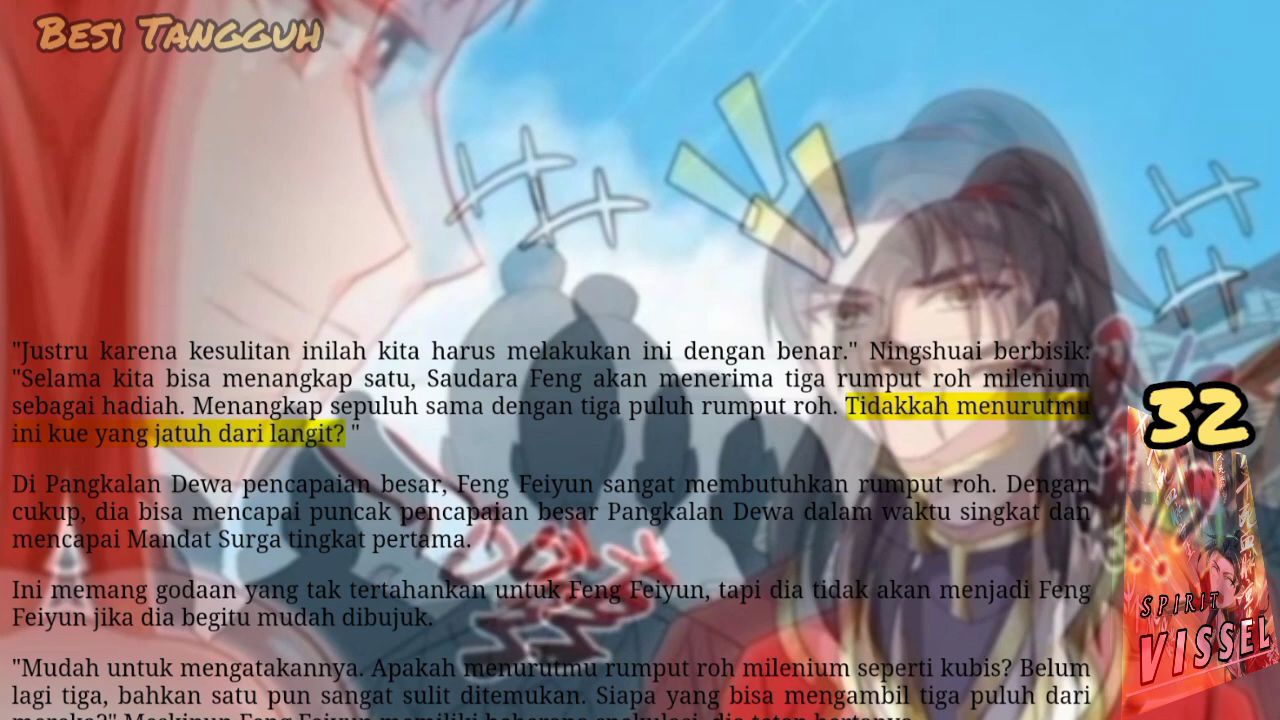 Besi Tangguh
"Justru karena kesulitan inilah kita harus melakukan ini dengan benar." Ningshuai berbisik:
"Selama kita bisa menangkap satu, Saudara Feng akan menerima tiga rumput roh milenium
sebagai hadiah. Menangkap sepuluh sama dengan tiga puluh rumput roh. Tidakkah menurutmu
ini kue yang jatuh dari langit? "
Di Pangkalan Dewa pencapaian besar, Feng Feiyun sangat membutuhkan rumput roh. Dengan
cukup, dia bisa mencapai puncak pencapaian besar Pangkalan Dewa dalam waktu singkat dan
mencapai Mandat Surga tingkat pertama.
Ini memang godaan yang tak tertahankan untuk Feng Feiyun, tapi dia tidak akan menjadi Feng
Feiyun jika dia begitu mudah dibujuk.
"Mudah untuk mengatakannya. Apakah menurutmu rumput roh milenium seperti kubis? Belum
lagi tiga, bahkan satu pun sangat sulit ditemukan. Siapa yang bisa mengambil tiga puluh dari
32
SPIRIT
VISSEL